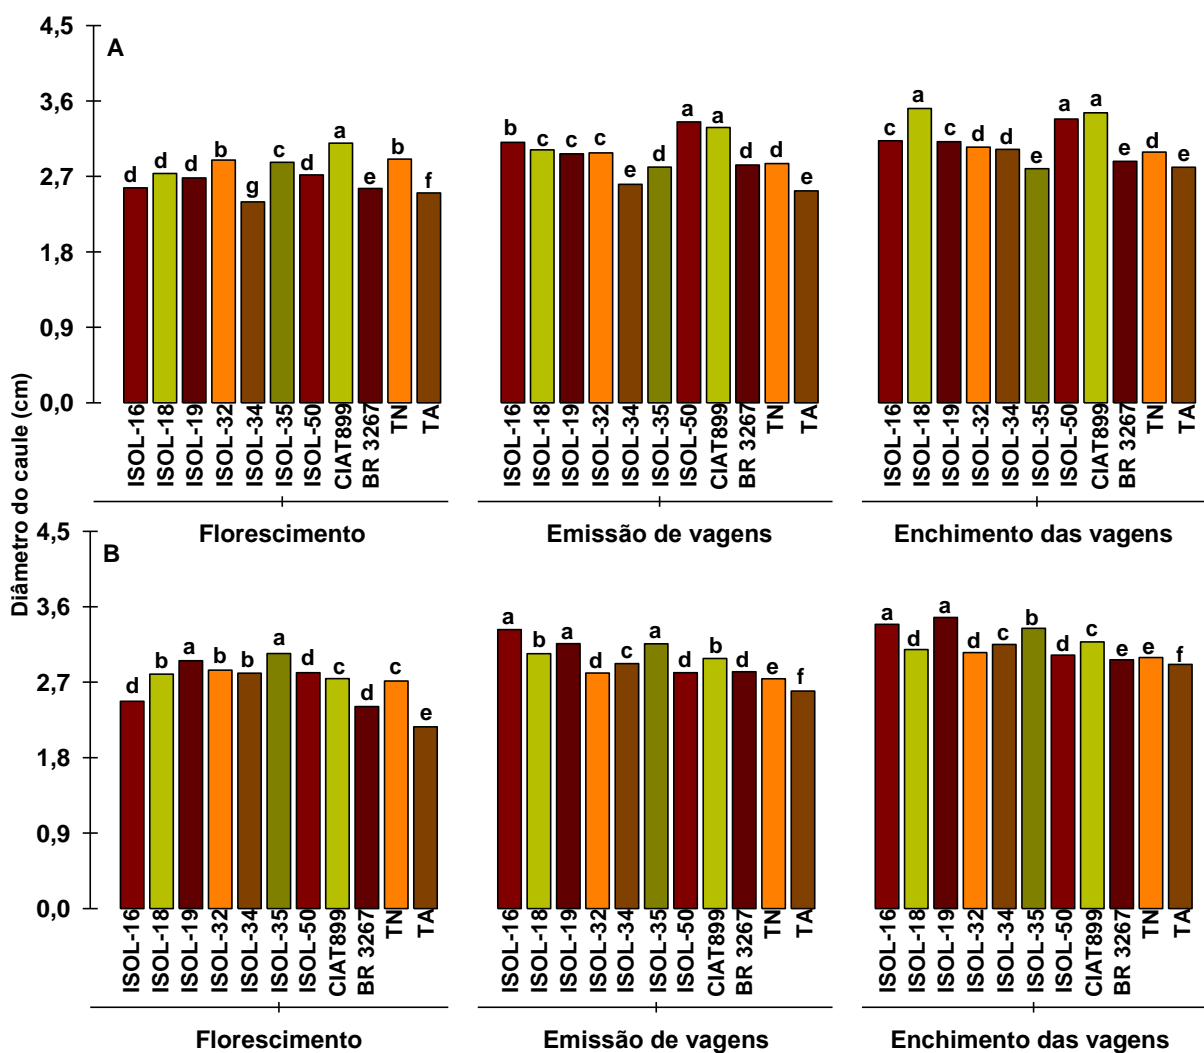 Diâmetro do caule (cm)
A
4,5
3,6
2,7
1,8
0,9
0,0
d d d b g c d a e b f
b c c c d d a a d d e
c a c d d e a a e d e
ISOL-16 ISOL-18 ISOL-19 ISOL-32 ISOL-34 ISOL-35 ISOL-50 CIAT899 BR 3267 TN TA
ISOL-16 ISOL-18 ISOL-19 ISOL-32 ISOL-34 ISOL-35 ISOL-50 CIAT899 BR 3267 TN TA
ISOL-16 ISOL-18 ISOL-19 ISOL-32 ISOL-34 ISOL-35 ISOL-50 CIAT899 BR 3267 TN TA
Florescimento Emissão de vagens Enchimento das vagens
B
4,5
3,6
2,7
1,8
0,9
0,0
d b a b b a d c d c e
a b a d c a d b d e f
a d a d c b d c e e f
ISOL-16 ISOL-18 ISOL-19 ISOL-32 ISOL-34 ISOL-35 ISOL-50 CIAT899 BR 3267 TN TA
ISOL-16 ISOL-18 ISOL-19 ISOL-32 ISOL-34 ISOL-35 ISOL-50 CIAT899 BR 3267 TN TA
ISOL-16 ISOL-18 ISOL-19 ISOL-32 ISOL-34 ISOL-35 ISOL-50 CIAT899 BR 3267 TN TA
Florescimento Emissão de vagens Enchimento das vagens